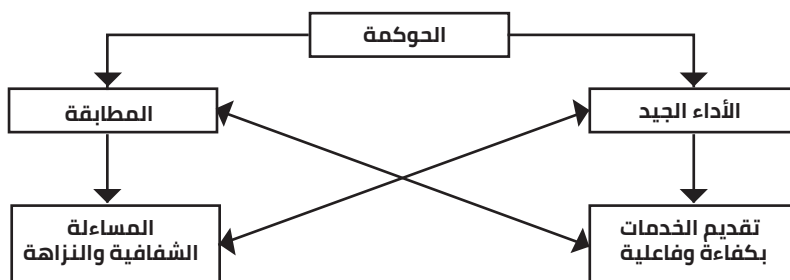 الحوكمة
الأداء الجيد
المطابقة
تقديم الخدمات
بكفاءة وفاعلية
المساءلة
الشفافية والنزاهة